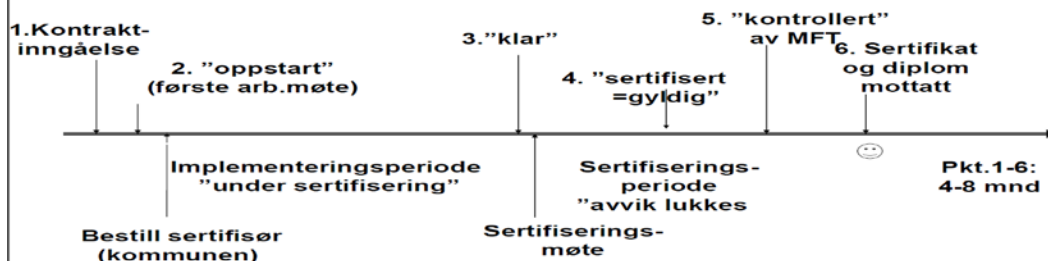 1.Kontrakt-
inngåelse
2. ”oppstart”
(første arb.møte)
3.”klar”
4. ”sertifisert
=gyldig”
5. ”kontrollert”
av MFT
6. Sertifikat
og diplom
mottatt
Implementeringsperiode
”under sertifisering”
Sertifiserings-
periode
”avvik lukkes
Pkt.1-6:
4-8 mnd
Bestill sertifisør
(kommunen)
Sertifiserings-
møte